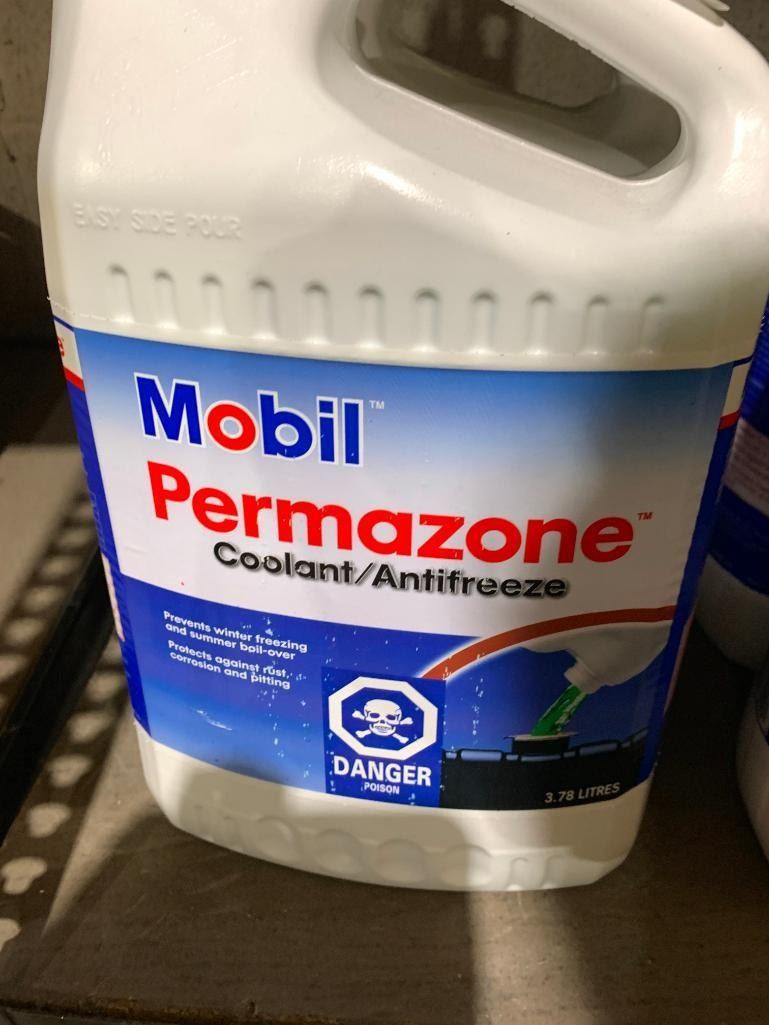 EASY SIDE POUR
Mobil™
Permazone™
Coolant/Antifreeze
Prevents winter freezing
and summer boil-over
Protects against rust,
corrosion and pitting
DANGER
POISON
3.78 LITRES